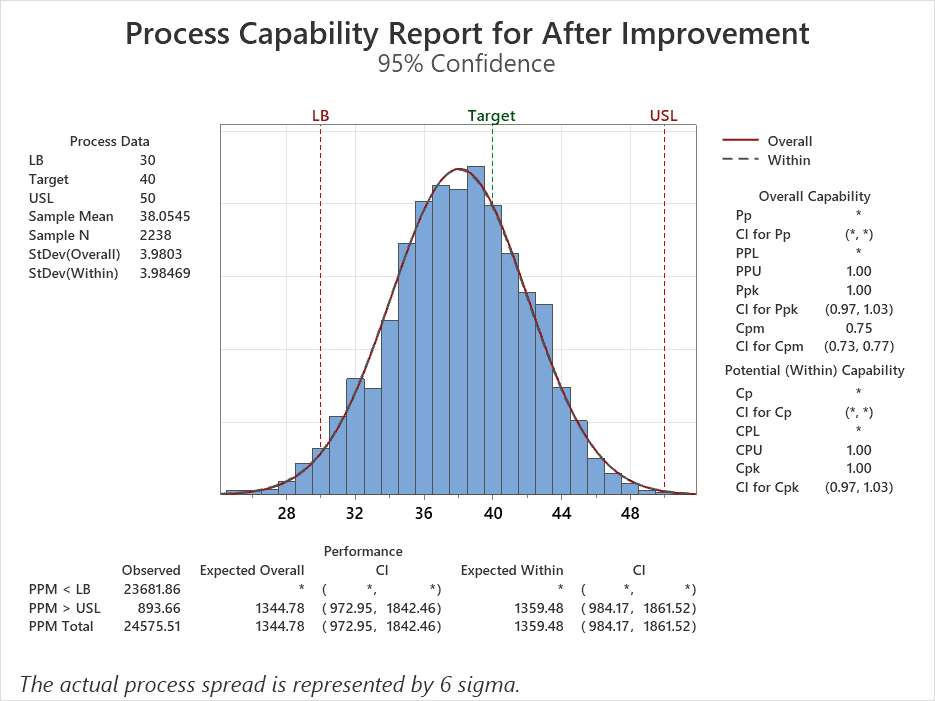 Process Capability Report for After Improvement
95% Confidence
LB Target USL
Process Data
LB 30
Target 40
USL 50
Sample Mean 38.0545
Sample N 2238
StDev(Overall) 3.9803
StDev(Within) 3.98469
Overall
Within
Overall Capability
Pp *
CI for Pp (*, *)
PPL *
PPU 1.00
Ppk 1.00
CI for Ppk (0.97, 1.03)
Cpm 0.75
CI for Cpm (0.73, 0.77)
Potential (Within) Capability
Cp *
CI for Cp (*, *)
CPL *
CPU 1.00
Cpk 1.00
CI for Cpk (0.97, 1.03)
28 32 36 40 44 48
Performance
Observed Expected Overall CI Expected Within CI
PPM < LB 23681.86 * ( *, *) * ( *, *)
PPM > USL 893.66 1344.78 ( 972.95, 1842.46) 1359.48 ( 984.17, 1861.52)
PPM Total 24575.51 1344.78 ( 972.95, 1842.46) 1359.48 ( 984.17, 1861.52)
The actual process spread is represented by 6 sigma.